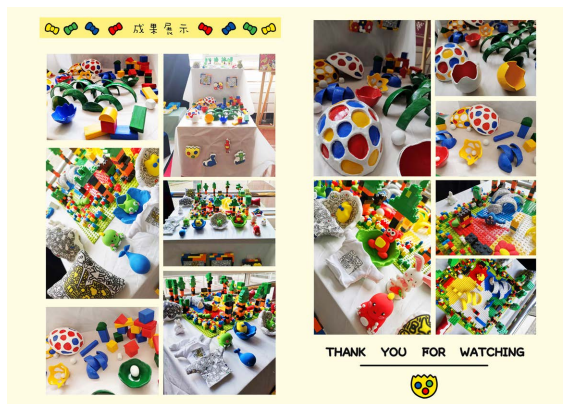 成果展示
THANK YOU FOR WATCHING